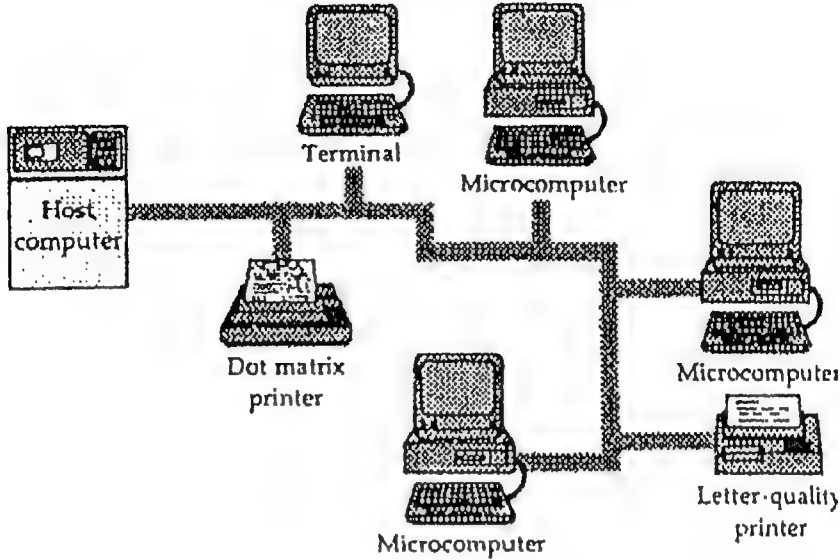 Terminal
Microcomputer
Host
computer
Dot matrix
printer
Microcomputer
Letter-quality
printer
Microcomputer